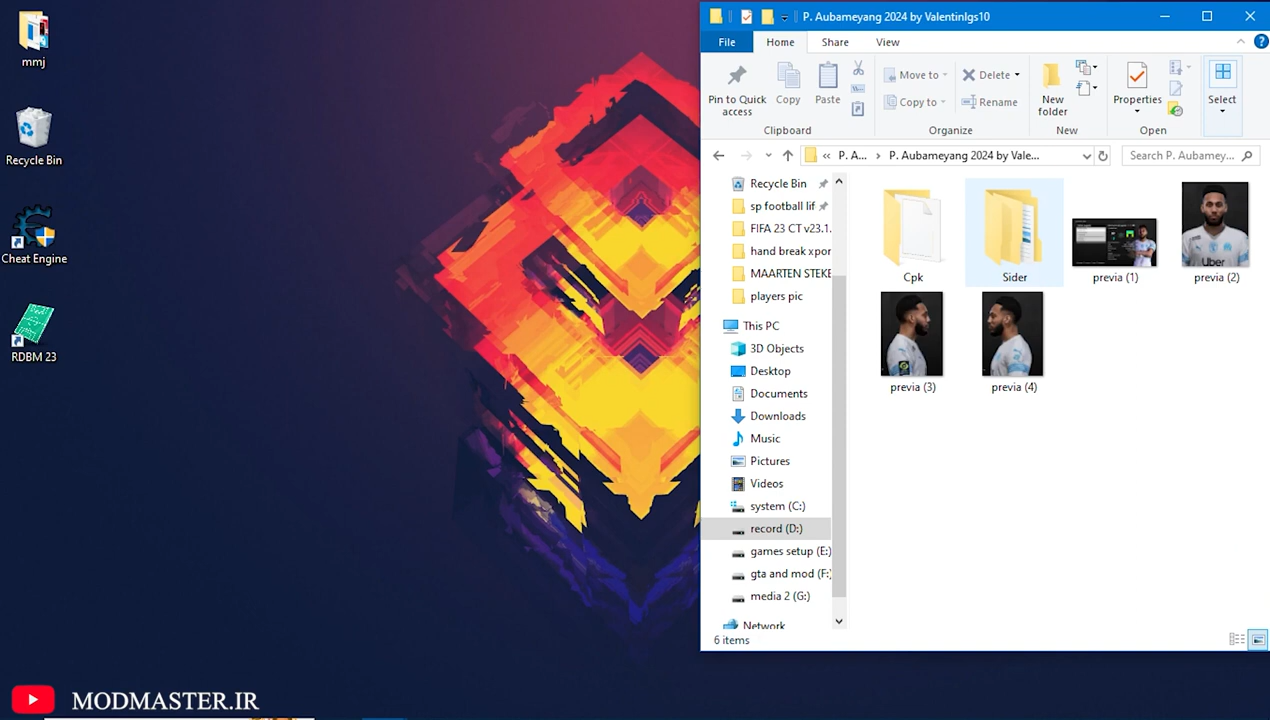 mmj
Recycle Bin
Cheat Engine
RDBM 23
P. Aubameyang 2024 by Valentinlgs10
File
Home
Share
View
Pin to Quick access
Copy
Paste
Move to
Copy to
Delete
Rename
New folder
Properties
Select
Clipboard
Organize
New
Open
« P. A... › P. Aubameyang 2024 by Vale...
Search P. Aubamey...
Recycle Bin
sp football lif
FIFA 23 CT v23.1.
hand break xpor
MAARTEN STEKE
players pic
This PC
3D Objects
Desktop
Documents
Downloads
Music
Pictures
Videos
system (C:)
record (D:)
games setup (E:)
gta and mod (F:)
media 2 (G:)
Network
Cpk
Sider
previa (1)
Uber
previa (2)
previa (3)
previa (4)
6 items
MODMASTER.IR